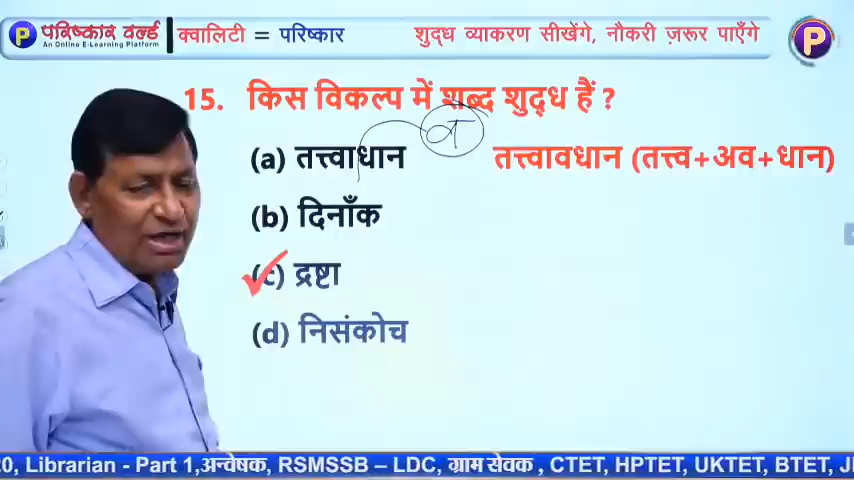 परिष्कार वर्ल्ड
An Online E-Learning Platform
क्वालिटी = परिष्कार
शुद्ध व्याकरण सीखेंगे, नौकरी ज़रूर पाएँगे
15. किस विकल्प में शब्द शुद्ध हैं ?
व
(a) तत्त्वाधान तत्त्वावधान (तत्त्व+अव+धान)
(b) दिनाँक
(c) द्रष्टा
(d) निसंकोच
20, Librarian - Part 1,अन्वेषक, RSMSSB – LDC, ग्राम सेवक , CTET, HPTET, UKTET, BTET,